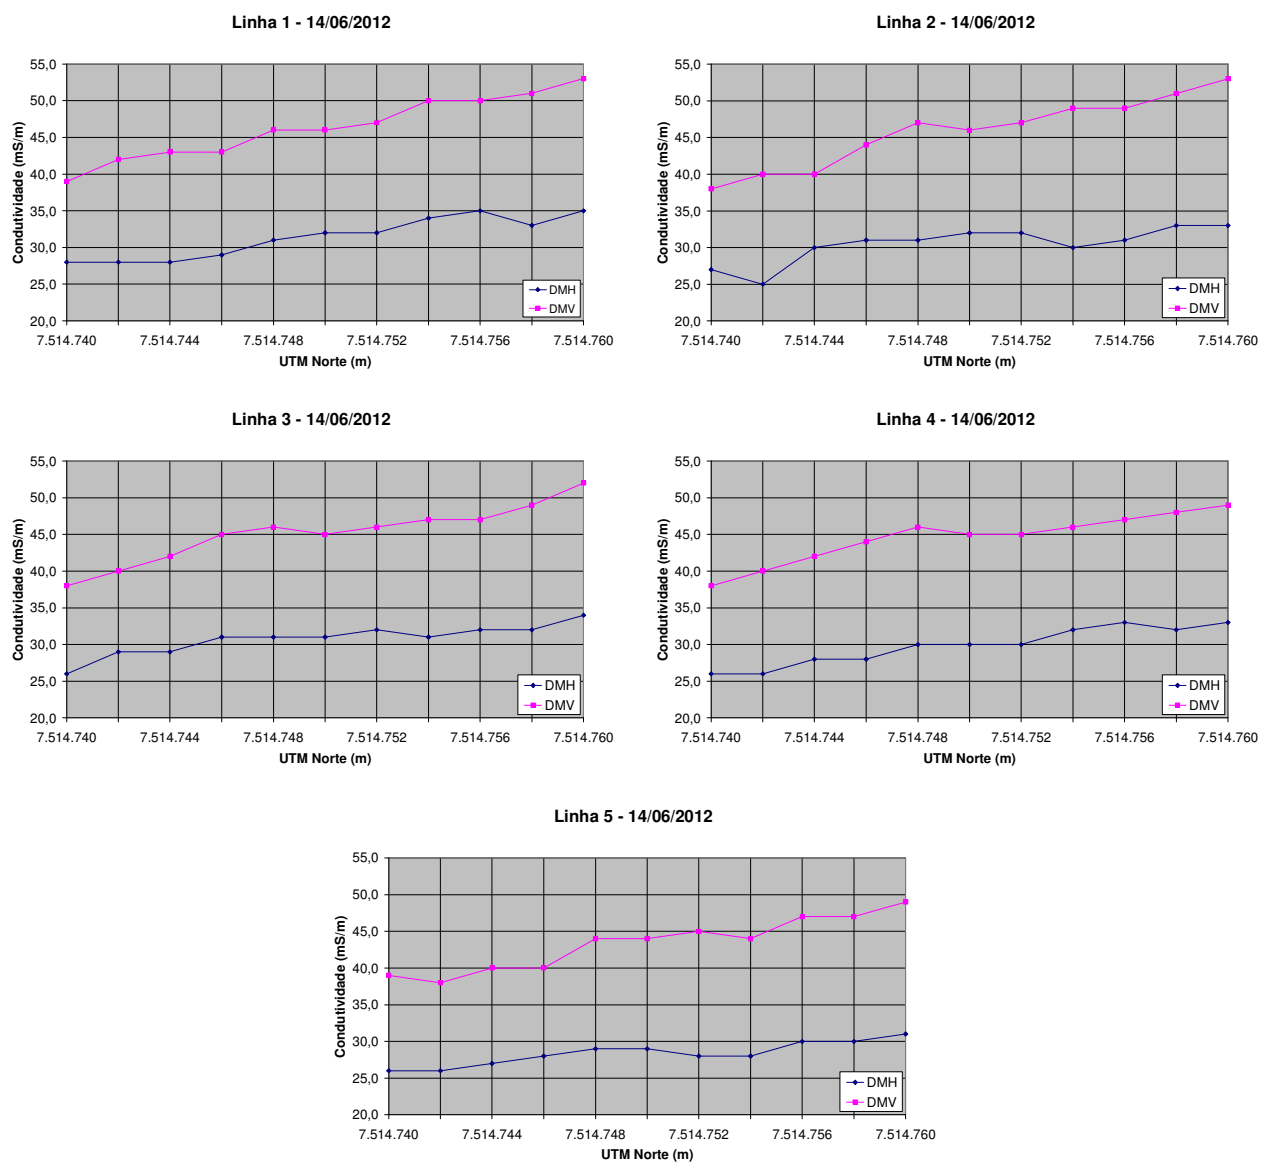 Linha 1 - 14/06/2012
55,0
50,0
45,0
40,0
35,0
30,0
25,0
20,0
Condutividade (mS/m)
DMH
DMV
7.514.740 7.514.744 7.514.748 7.514.752 7.514.756 7.514.760
UTM Norte (m)
Linha 2 - 14/06/2012
55,0
50,0
45,0
40,0
35,0
30,0
25,0
20,0
Condutividade (mS/m)
DMH
DMV
7.514.740 7.514.744 7.514.748 7.514.752 7.514.756 7.514.760
UTM Norte (m)
Linha 3 - 14/06/2012
55,0
50,0
45,0
40,0
35,0
30,0
25,0
20,0
Condutividade (mS/m)
DMH
DMV
7.514.740 7.514.744 7.514.748 7.514.752 7.514.756 7.514.760
UTM Norte (m)
Linha 4 - 14/06/2012
55,0
50,0
45,0
40,0
35,0
30,0
25,0
20,0
Condutividade (mS/m)
DMH
DMV
7.514.740 7.514.744 7.514.748 7.514.752 7.514.756 7.514.760
UTM Norte (m)
Linha 5 - 14/06/2012
55,0
50,0
45,0
40,0
35,0
30,0
25,0
20,0
Condutividade (mS/m)
DMH
DMV
7.514.740 7.514.744 7.514.748 7.514.752 7.514.756 7.514.760
UTM Norte (m)